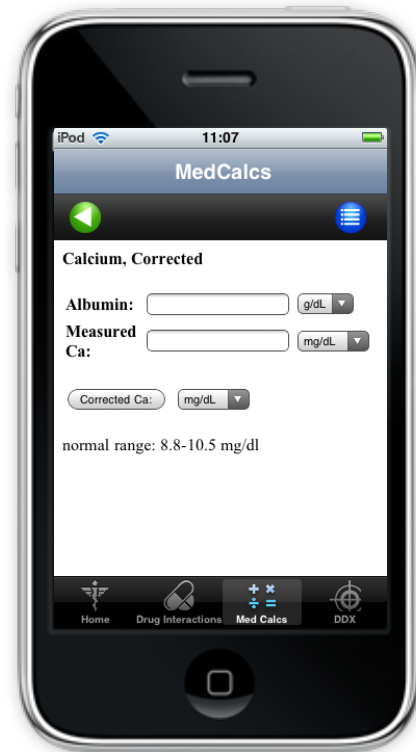 iPod 11:07
MedCalcs
Calcium, Corrected
Albumin: g/dL
Measured
Ca: mg/dL
Corrected Ca: mg/dL
normal range: 8.8-10.5 mg/dl
Home Drug Interactions Med Calcs DDX